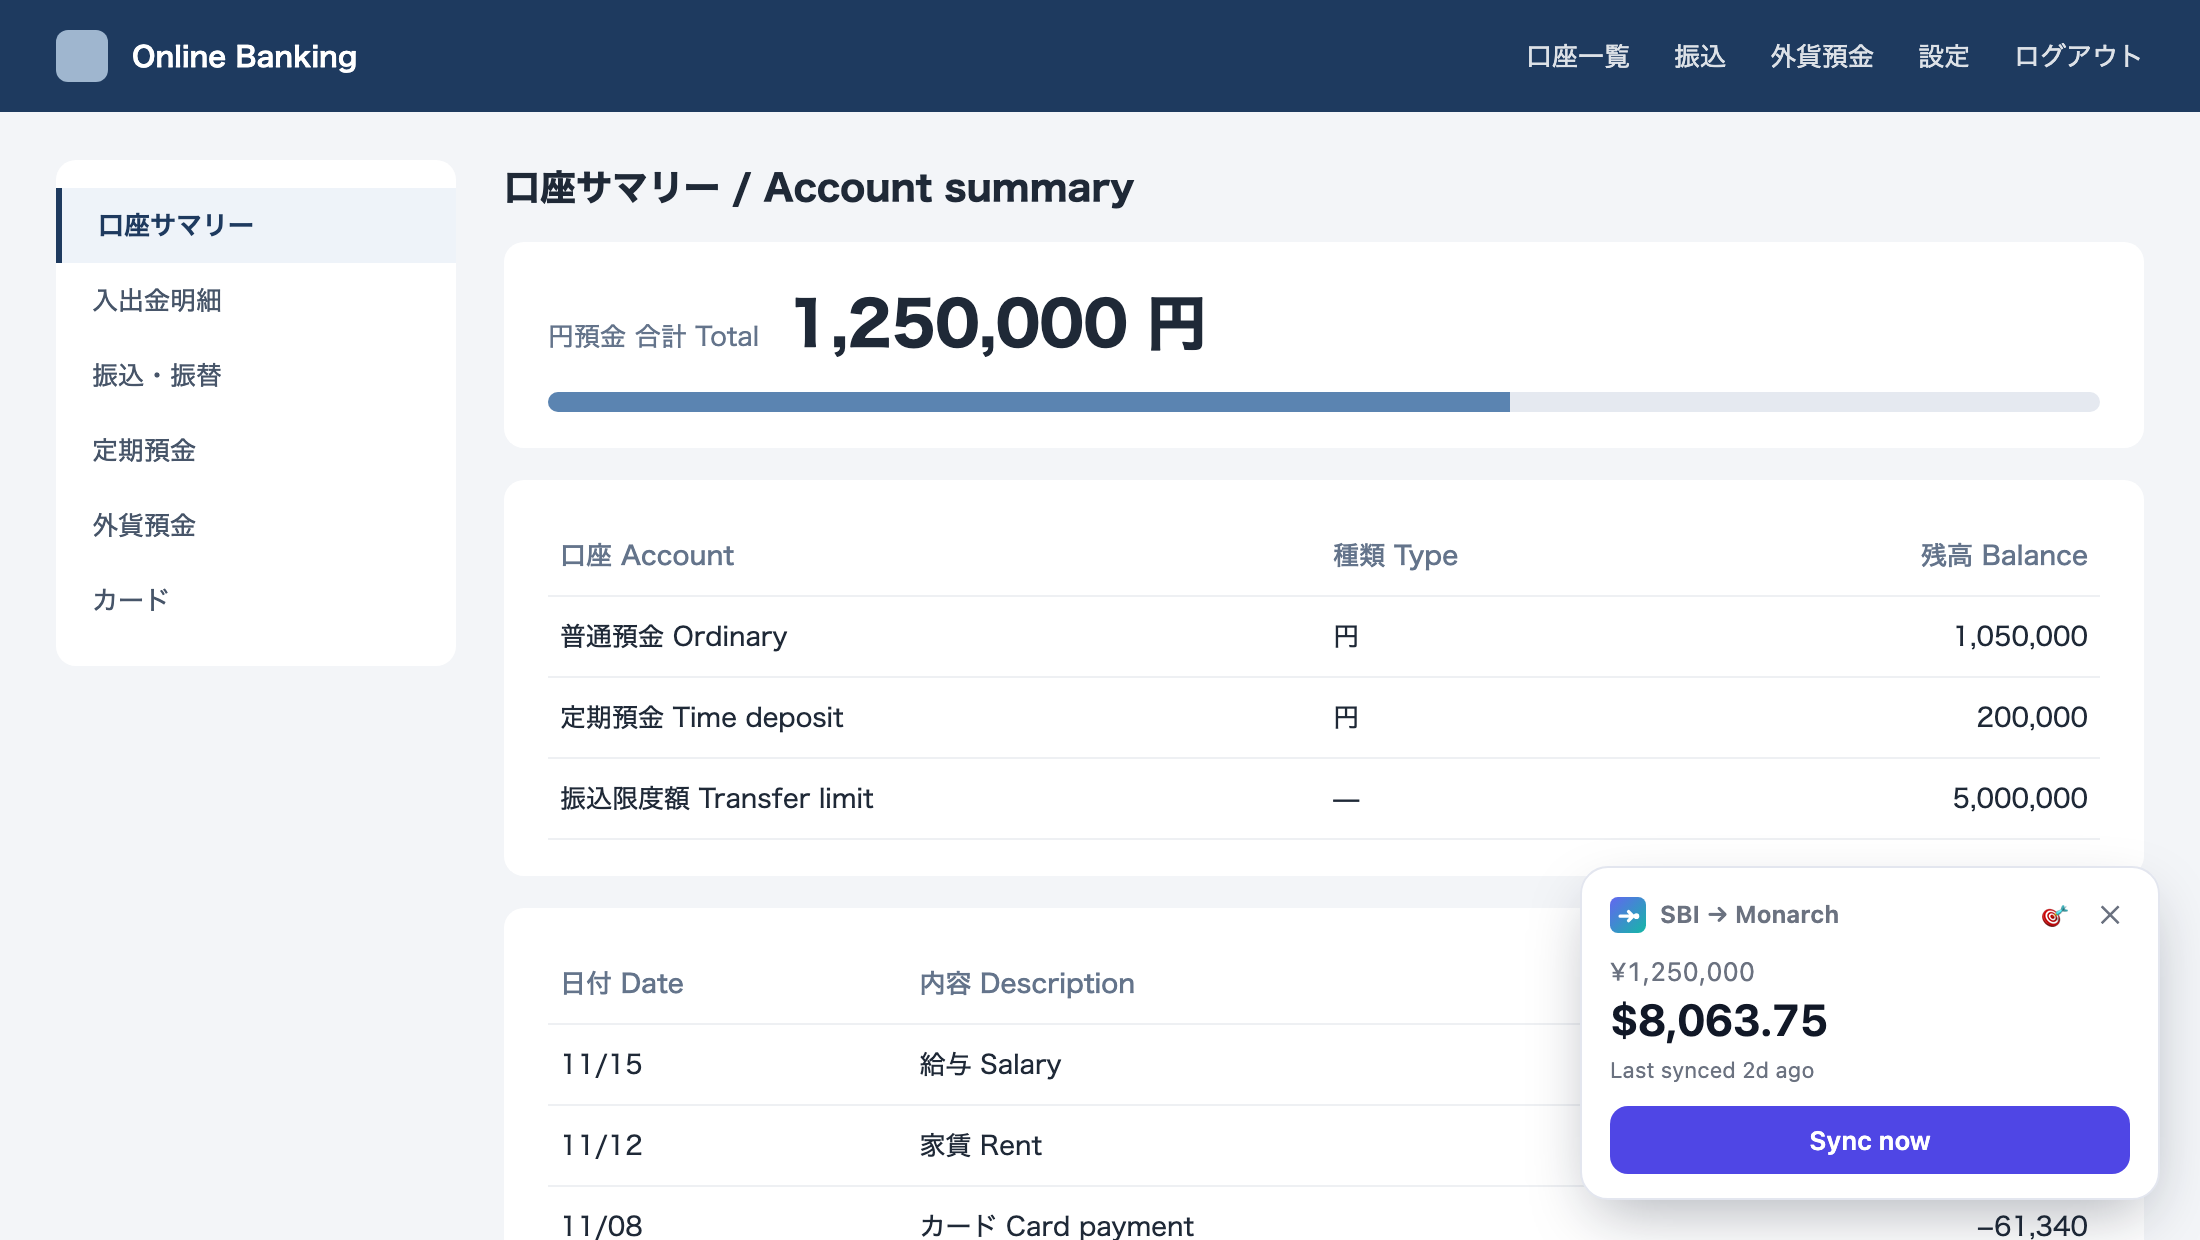 Online Banking
口座一覧 振込 外貨預金 設定 ログアウト
口座サマリー
入出金明細
振込・振替
定期預金
外貨預金
カード
口座サマリー / Account summary
円預金 合計 Total 1,250,000 円
口座 Account 種類 Type 残高 Balance
普通預金 Ordinary 円 1,050,000
定期預金 Time deposit 円 200,000
振込限度額 Transfer limit — 5,000,000
日付 Date 内容 Description
11/15 給与 Salary
11/12 家賃 Rent
11/08 カード Card payment −61,340
SBI → Monarch
¥1,250,000
$8,063.75
Last synced 2d ago
Sync now